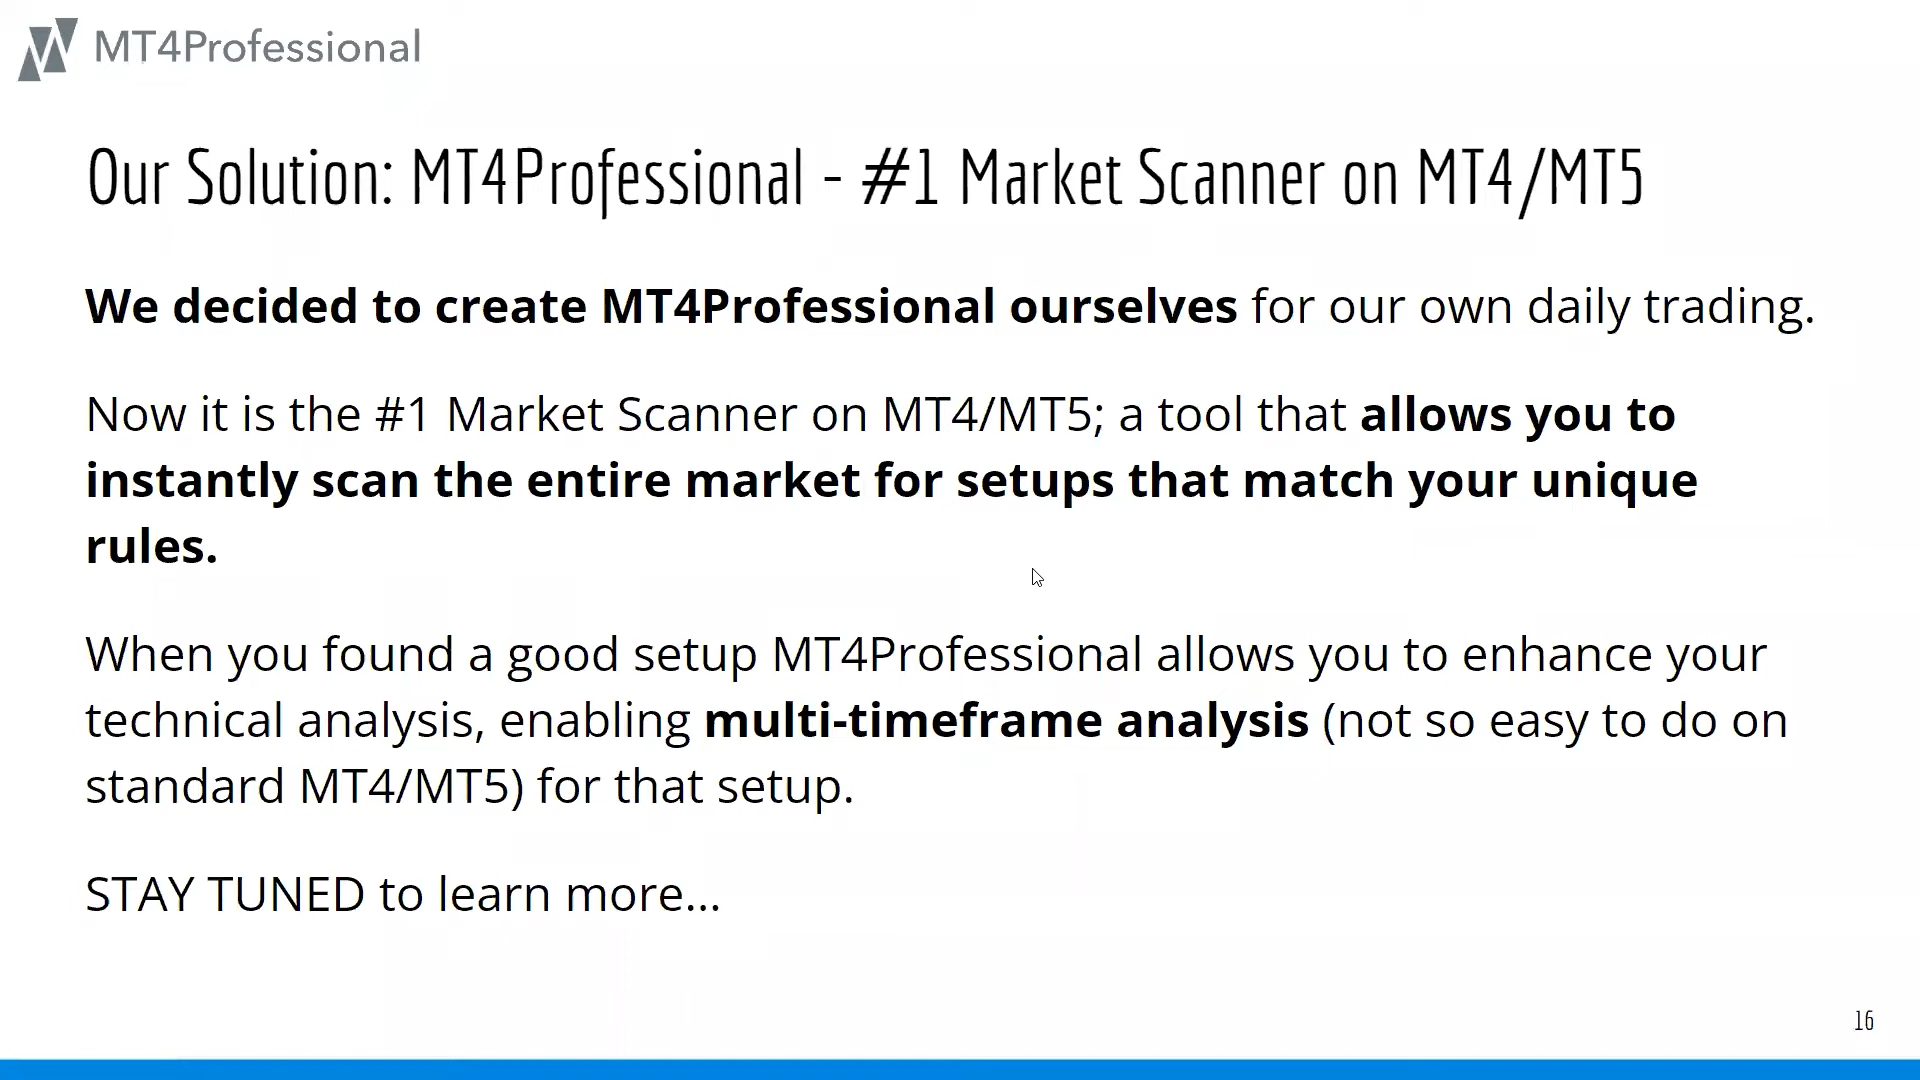 MT4Professional
Our Solution: MT4Professional - #1 Market Scanner on MT4/MT5
We decided to create MT4Professional ourselves for our own daily trading.
Now it is the #1 Market Scanner on MT4/MT5; a tool that allows you to
instantly scan the entire market for setups that match your unique
rules.
When you found a good setup MT4Professional allows you to enhance your
technical analysis, enabling multi-timeframe analysis (not so easy to do on
standard MT4/MT5) for that setup.
STAY TUNED to learn more...
16